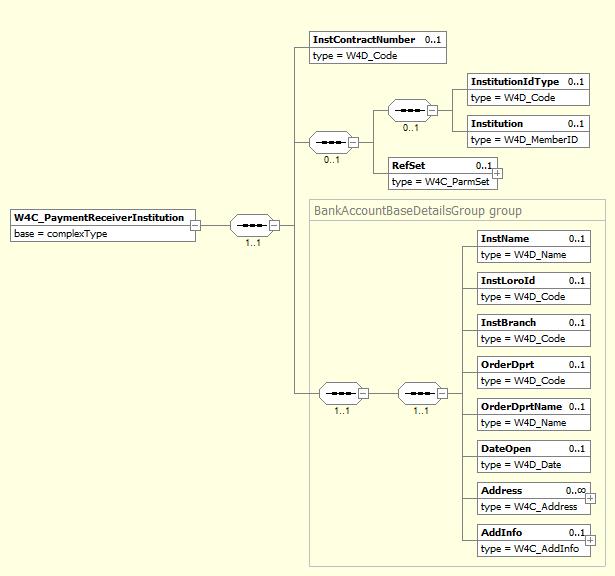 InstContractNumber 0..1
type = W4D_Code
InstitutionIdType 0..1
type = W4D_Code
0..1
Institution 0..1
type = W4D_MemberID
0..1
RefSet 0..1
type = W4C_ParmSet
W4C_PaymentReceiverInstitution
base = complexType
1..1
BankAccountBaseDetailsGroup group
InstName 0..1
type = W4D_Name
InstLoroId 0..1
type = W4D_Code
InstBranch 0..1
type = W4D_Code
OrderDprt 0..1
type = W4D_Code
1..1
1..1
OrderDprtName 0..1
type = W4D_Name
DateOpen 0..1
type = W4D_Date
Address 0..∞
type = W4C_Address
AddInfo 0..1
type = W4C_AddInfo